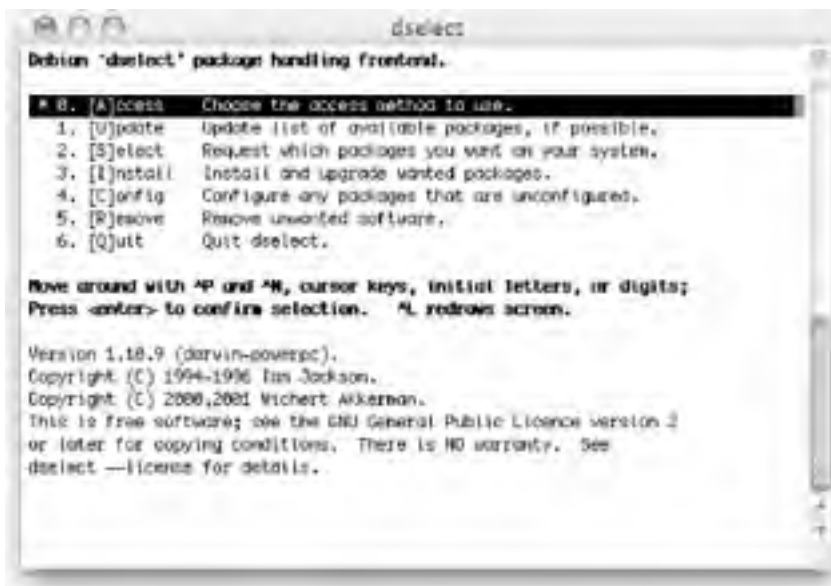 dselect
Debian `dselect' package handling frontend.
* 0. [A]ccess Choose the access method to use.
1. [U]pdate Update list of available packages, if possible.
2. [S]elect Request which packages you want on your system.
3. [I]nstall Install and upgrade wanted packages.
4. [C]onfig Configure any packages that are unconfigured.
5. [R]emove Remove unwanted software.
6. [Q]uit Quit dselect.
Move around with ^P and ^N, cursor keys, initial letters, or digits;
Press <enter> to confirm selection. ^L redraws screen.
Version 1.10.9 (darwin-powerpc).
Copyright (C) 1994-1996 Ian Jackson.
Copyright (C) 2000,2001 Wichert Akkerman.
This is free software; see the GNU General Public Licence version 2
or later for copying conditions. There is NO warranty. See
dselect --licence for details.